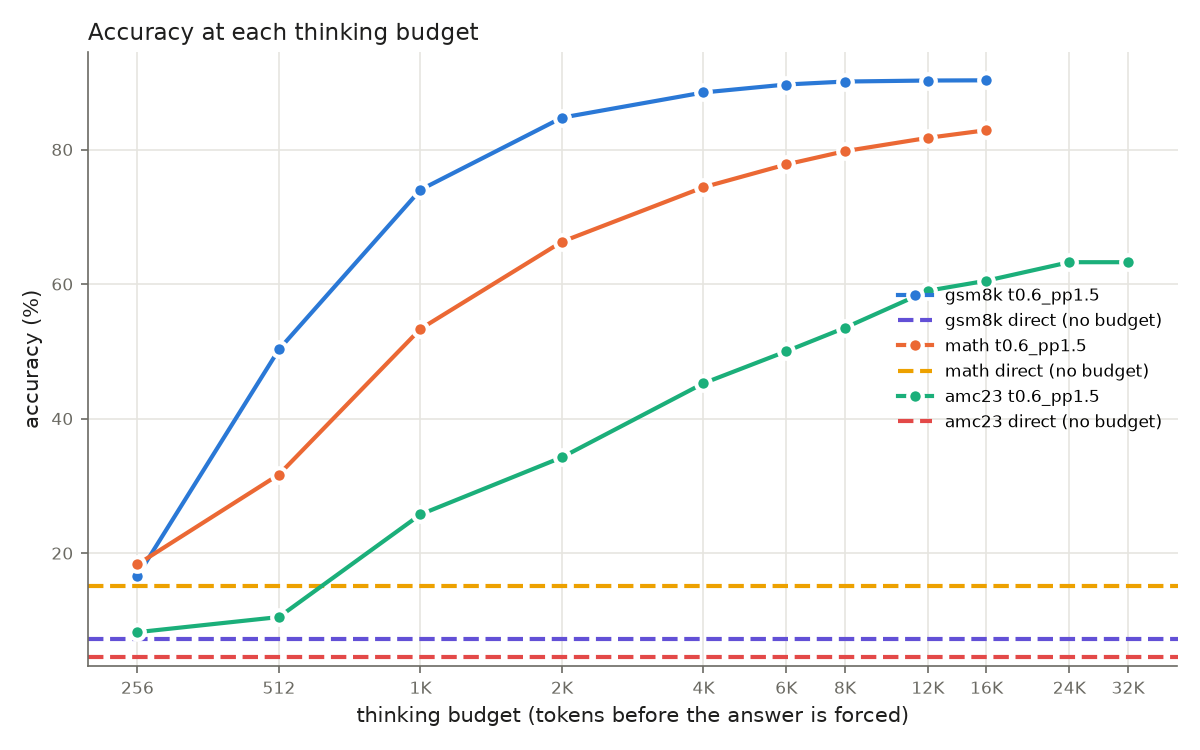 Accuracy at each thinking budget
accuracy (%)
80
60
40
20
gsm8k t0.6_pp1.5
gsm8k direct (no budget)
math t0.6_pp1.5
math direct (no budget)
amc23 t0.6_pp1.5
amc23 direct (no budget)
256 512 1K 2K 4K 6K 8K 12K 16K 24K 32K
thinking budget (tokens before the answer is forced)